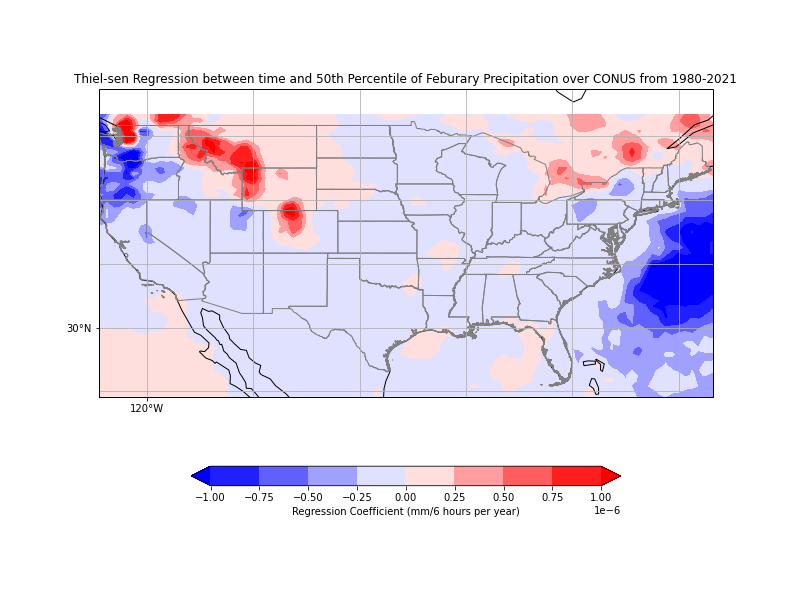 Thiel-sen Regression between time and 50th Percentile of Feburary Precipitation over CONUS from 1980-2021
30°N
120°W
−1.00 −0.75 −0.50 −0.25 0.00 0.25 0.50 0.75 1.00
Regression Coefficient (mm/6 hours per year)
1e−6